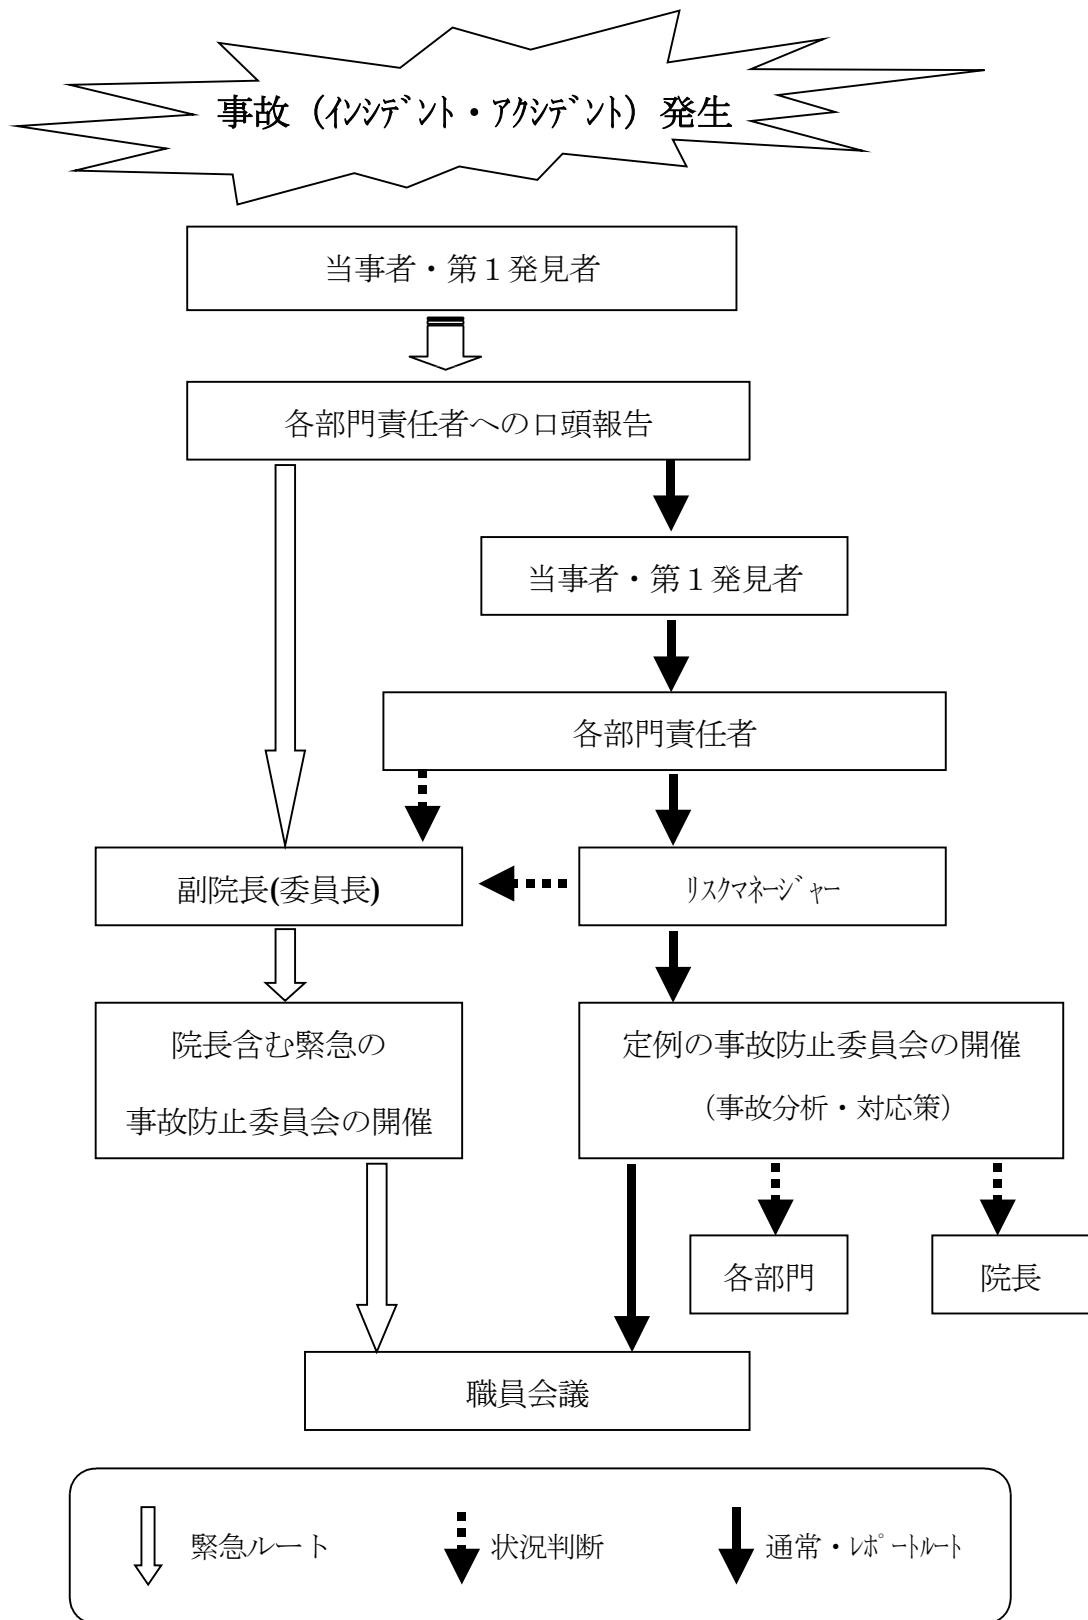 事故（ｲﾝｼﾃﾞﾝﾄ・ｱｸｼﾃﾞﾝﾄ）発生
当事者・第１発見者
各部門責任者への口頭報告
当事者・第１発見者
各部門責任者
副院長(委員長)
ﾘｽｸﾏﾈｰｼﾞｬｰ
院長含む緊急の
事故防止委員会の開催
定例の事故防止委員会の開催
（事故分析・対応策）
各部門
院長
職員会議
緊急ルート
状況判断
通常・ﾚﾎﾟｰﾄﾙｰﾄ